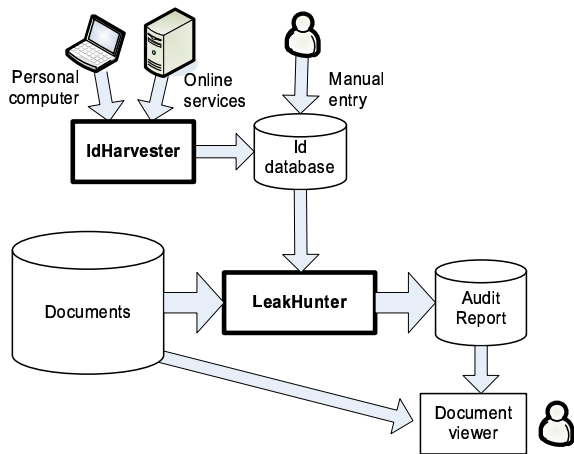 Personal
computer
Online
services
Manual
entry
IdHarvester
Id
database
Documents
LeakHunter
Audit
Report
Document
viewer